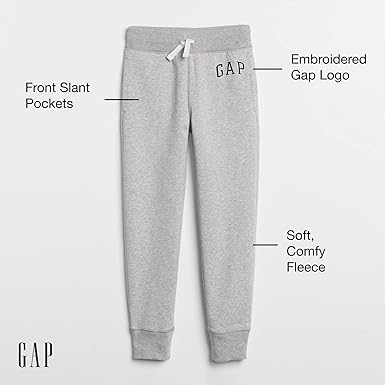 Embroidered
Gap Logo
GAP
Front Slant
Pockets
Soft,
Comfy
Fleece
GAP